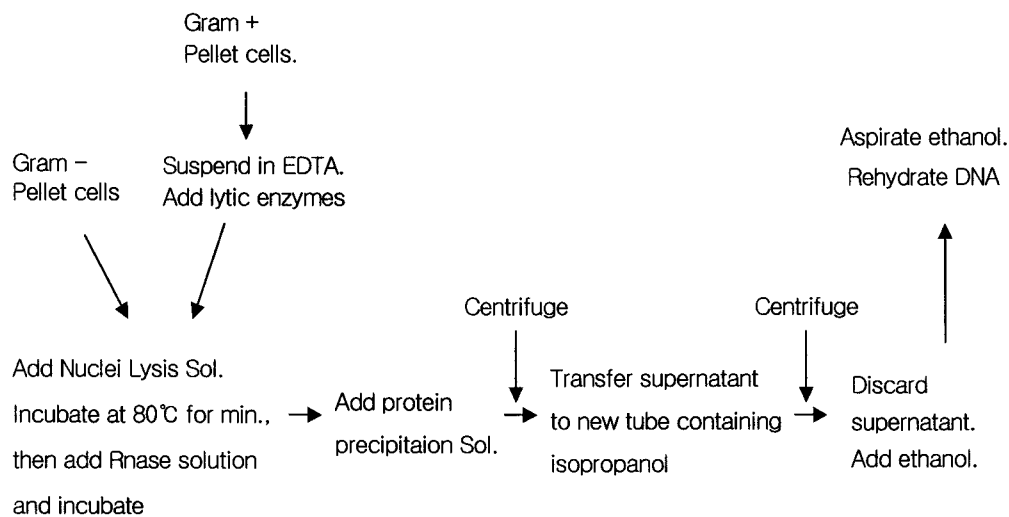 Gram +
Pellet cells.
Gram –
Pellet cells
Suspend in EDTA.
Add lytic enzymes
Add Nuclei Lysis Sol.
Incubate at 80℃ for min.,
then add Rnase solution
and incubate
Add protein
precipitaion Sol.
Centrifuge
Transfer supernatant
to new tube containing
isopropanol
Centrifuge
Discard
supernatant.
Add ethanol.
Aspirate ethanol.
Rehydrate DNA